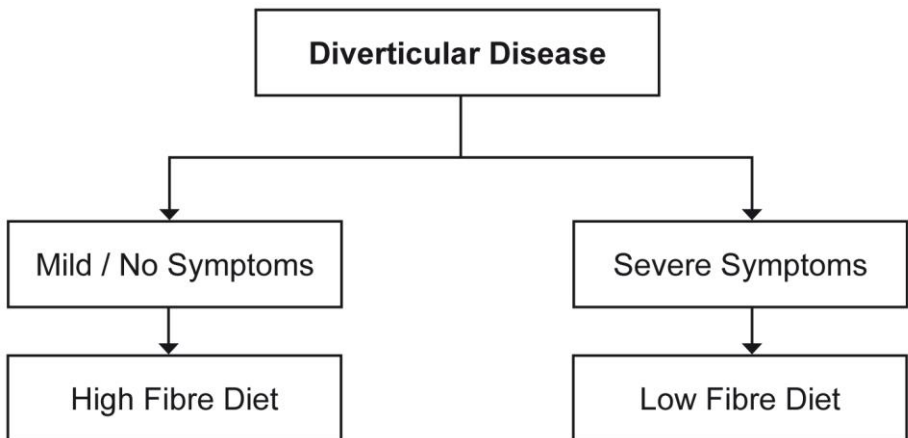 Diverticular Disease
Mild / No Symptoms
Severe Symptoms
High Fibre Diet
Low Fibre Diet